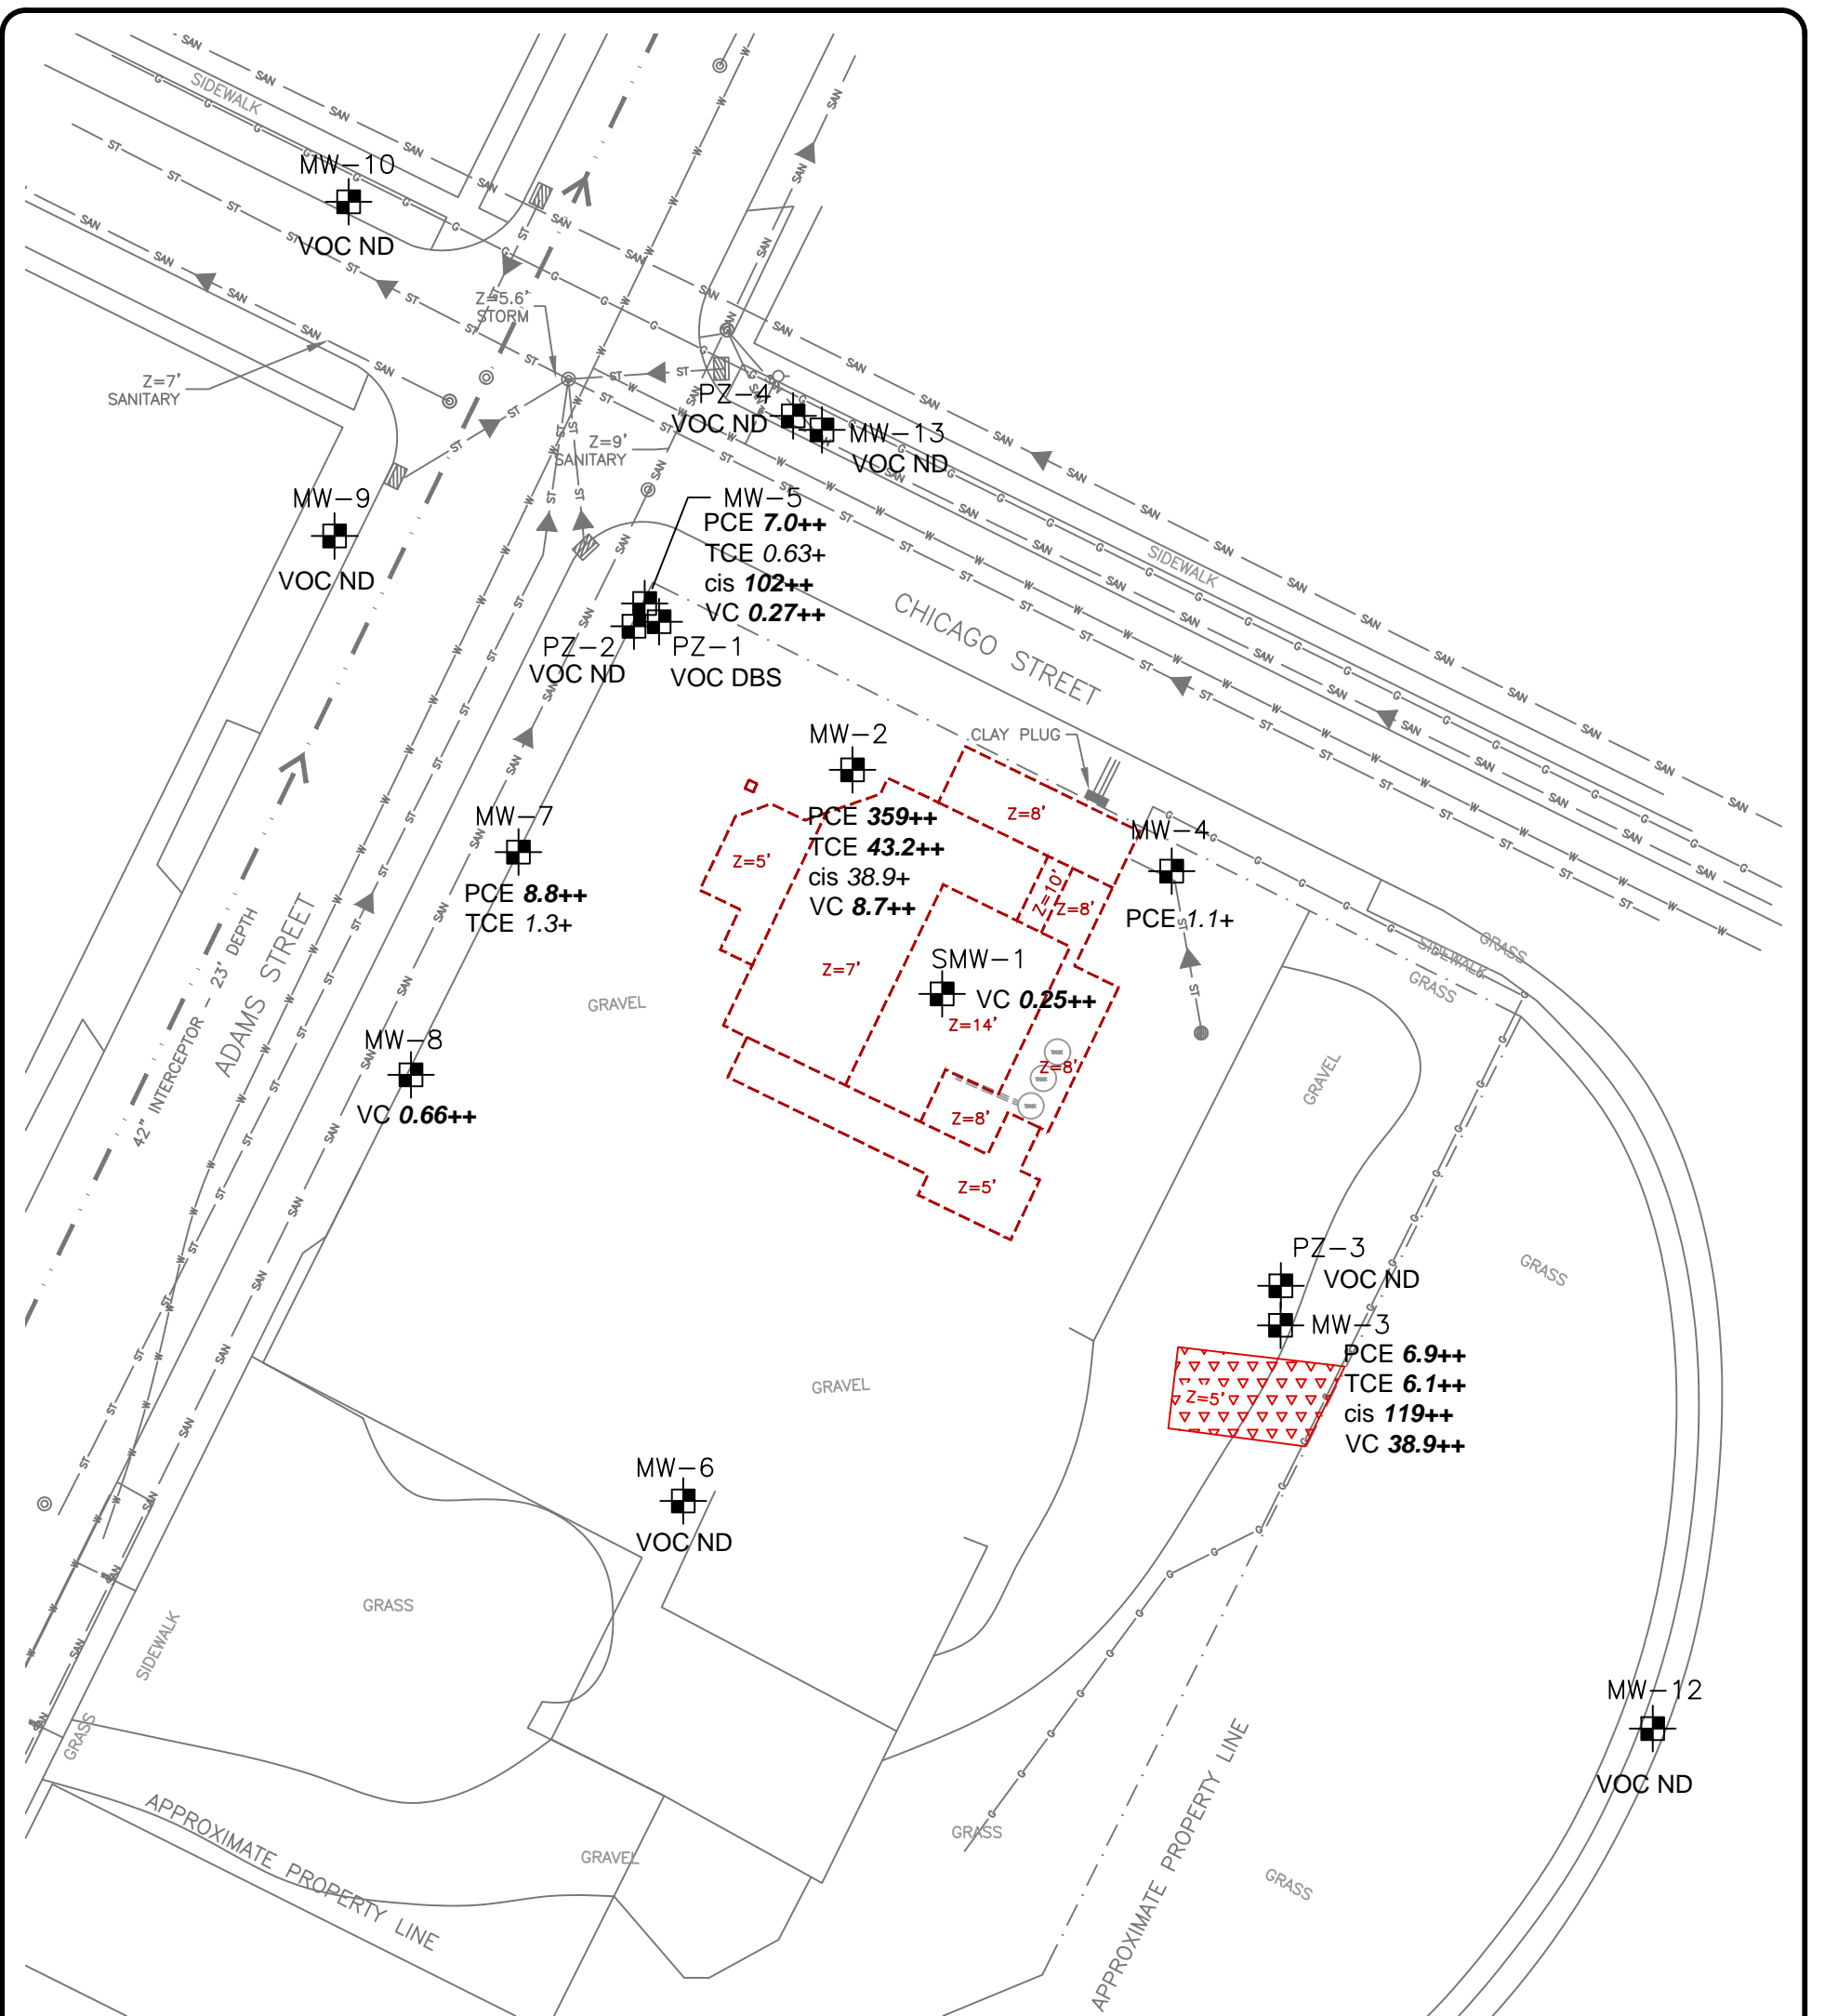 SIDEWALK
MW-10
VOC ND
Z=5.6'
STORM
Z=7'
SANITARY
PZ-4
VOC ND
MW-13
VOC ND
Z=9'
SANITARY
MW-9
VOC ND
MW-5
PCE 7.0++
TCE 0.63+
cis 102++
VC 0.27++
PZ-2
VOC ND
PZ-1
VOC DBS
SIDEWALK
CHICAGO STREET
CLAY PLUG
MW-2
PCE 359++
TCE 43.2++
cis 38.9+
VC 8.7++
Z=8'
Z=5'
Z=10'
Z=8'
Z=7'
MW-7
PCE 8.8++
TCE 1.3+
MW-4
PCE 1.1+
SMW-1
VC 0.25++
Z=14'
TANK
TANK
TANK
Z=8'
Z=8'
Z=5'
GRAVEL
SIDEWALK
GRASS
GRASS
GRAVEL
ADAMS STREET
42" INTERCEPTOR - 23' DEPTH
MW-8
VC 0.66++
PZ-3
VOC ND
GRASS
MW-3
PCE 6.9++
TCE 6.1++
cis 119++
VC 38.9++
Z=5'
GRAVEL
MW-6
VOC ND
GRASS
SIDEWALK
GRASS
MW-12
VOC ND
APPROXIMATE PROPERTY LINE
GRAVEL
GRASS
APPROXIMATE PROPERTY LINE
GRASS
SAN
ST
W
G